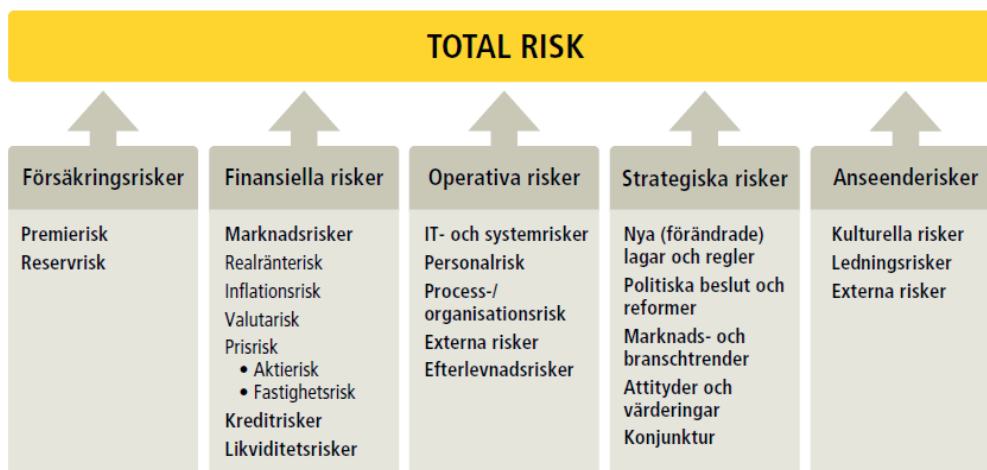 TOTAL RISK
Försäkringsrisker
Premierisk
Reservrisk
Finansiella risker
Marknadsrisker
Realränterisk
Inflationsrisk
Valutarisk
Prisrisk
• Aktierisk
• Fastighetsrisk
Kreditrisker
Likviditetsrisker
Operativa risker
IT- och systemrisker
Personalrisk
Process-/
organisationsrisk
Externa risker
Efterlevnadsrisker
Strategiska risker
Nya (förändrade)
lagar och regler
Politiska beslut och
reformer
Marknads- och
branschtrender
Attityder och
värderingar
Konjunktur
Anseenderisker
Kulturella risker
Ledningsrisker
Externa risker